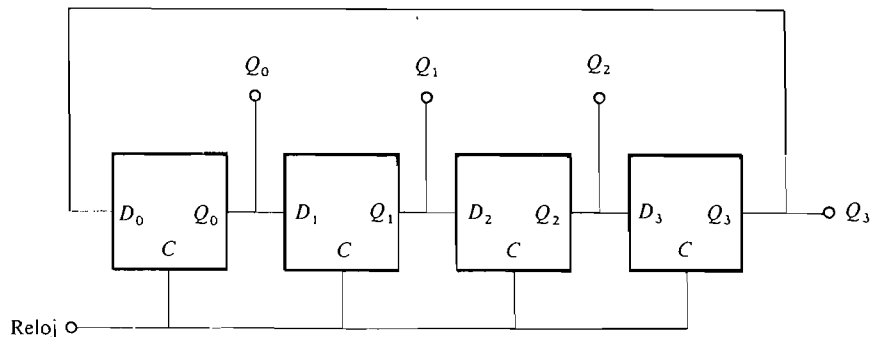 Q₀ Q₁ Q₂
D₀ Q₀ D₁ Q₁ D₂ Q₂ D₃ Q₃ Q₃
C C C C
Reloj